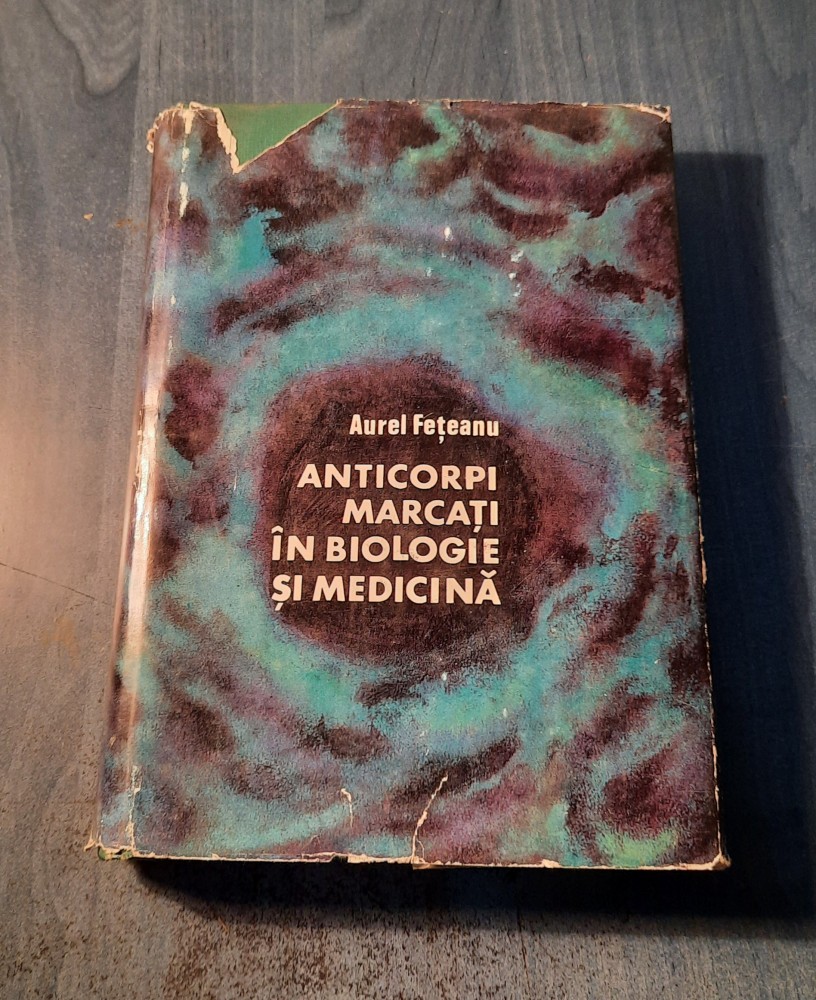 Aurel Fețeanu
ANTICORPI
MARCAȚI
ÎN BIOLOGIE
ȘI MEDICINĂ